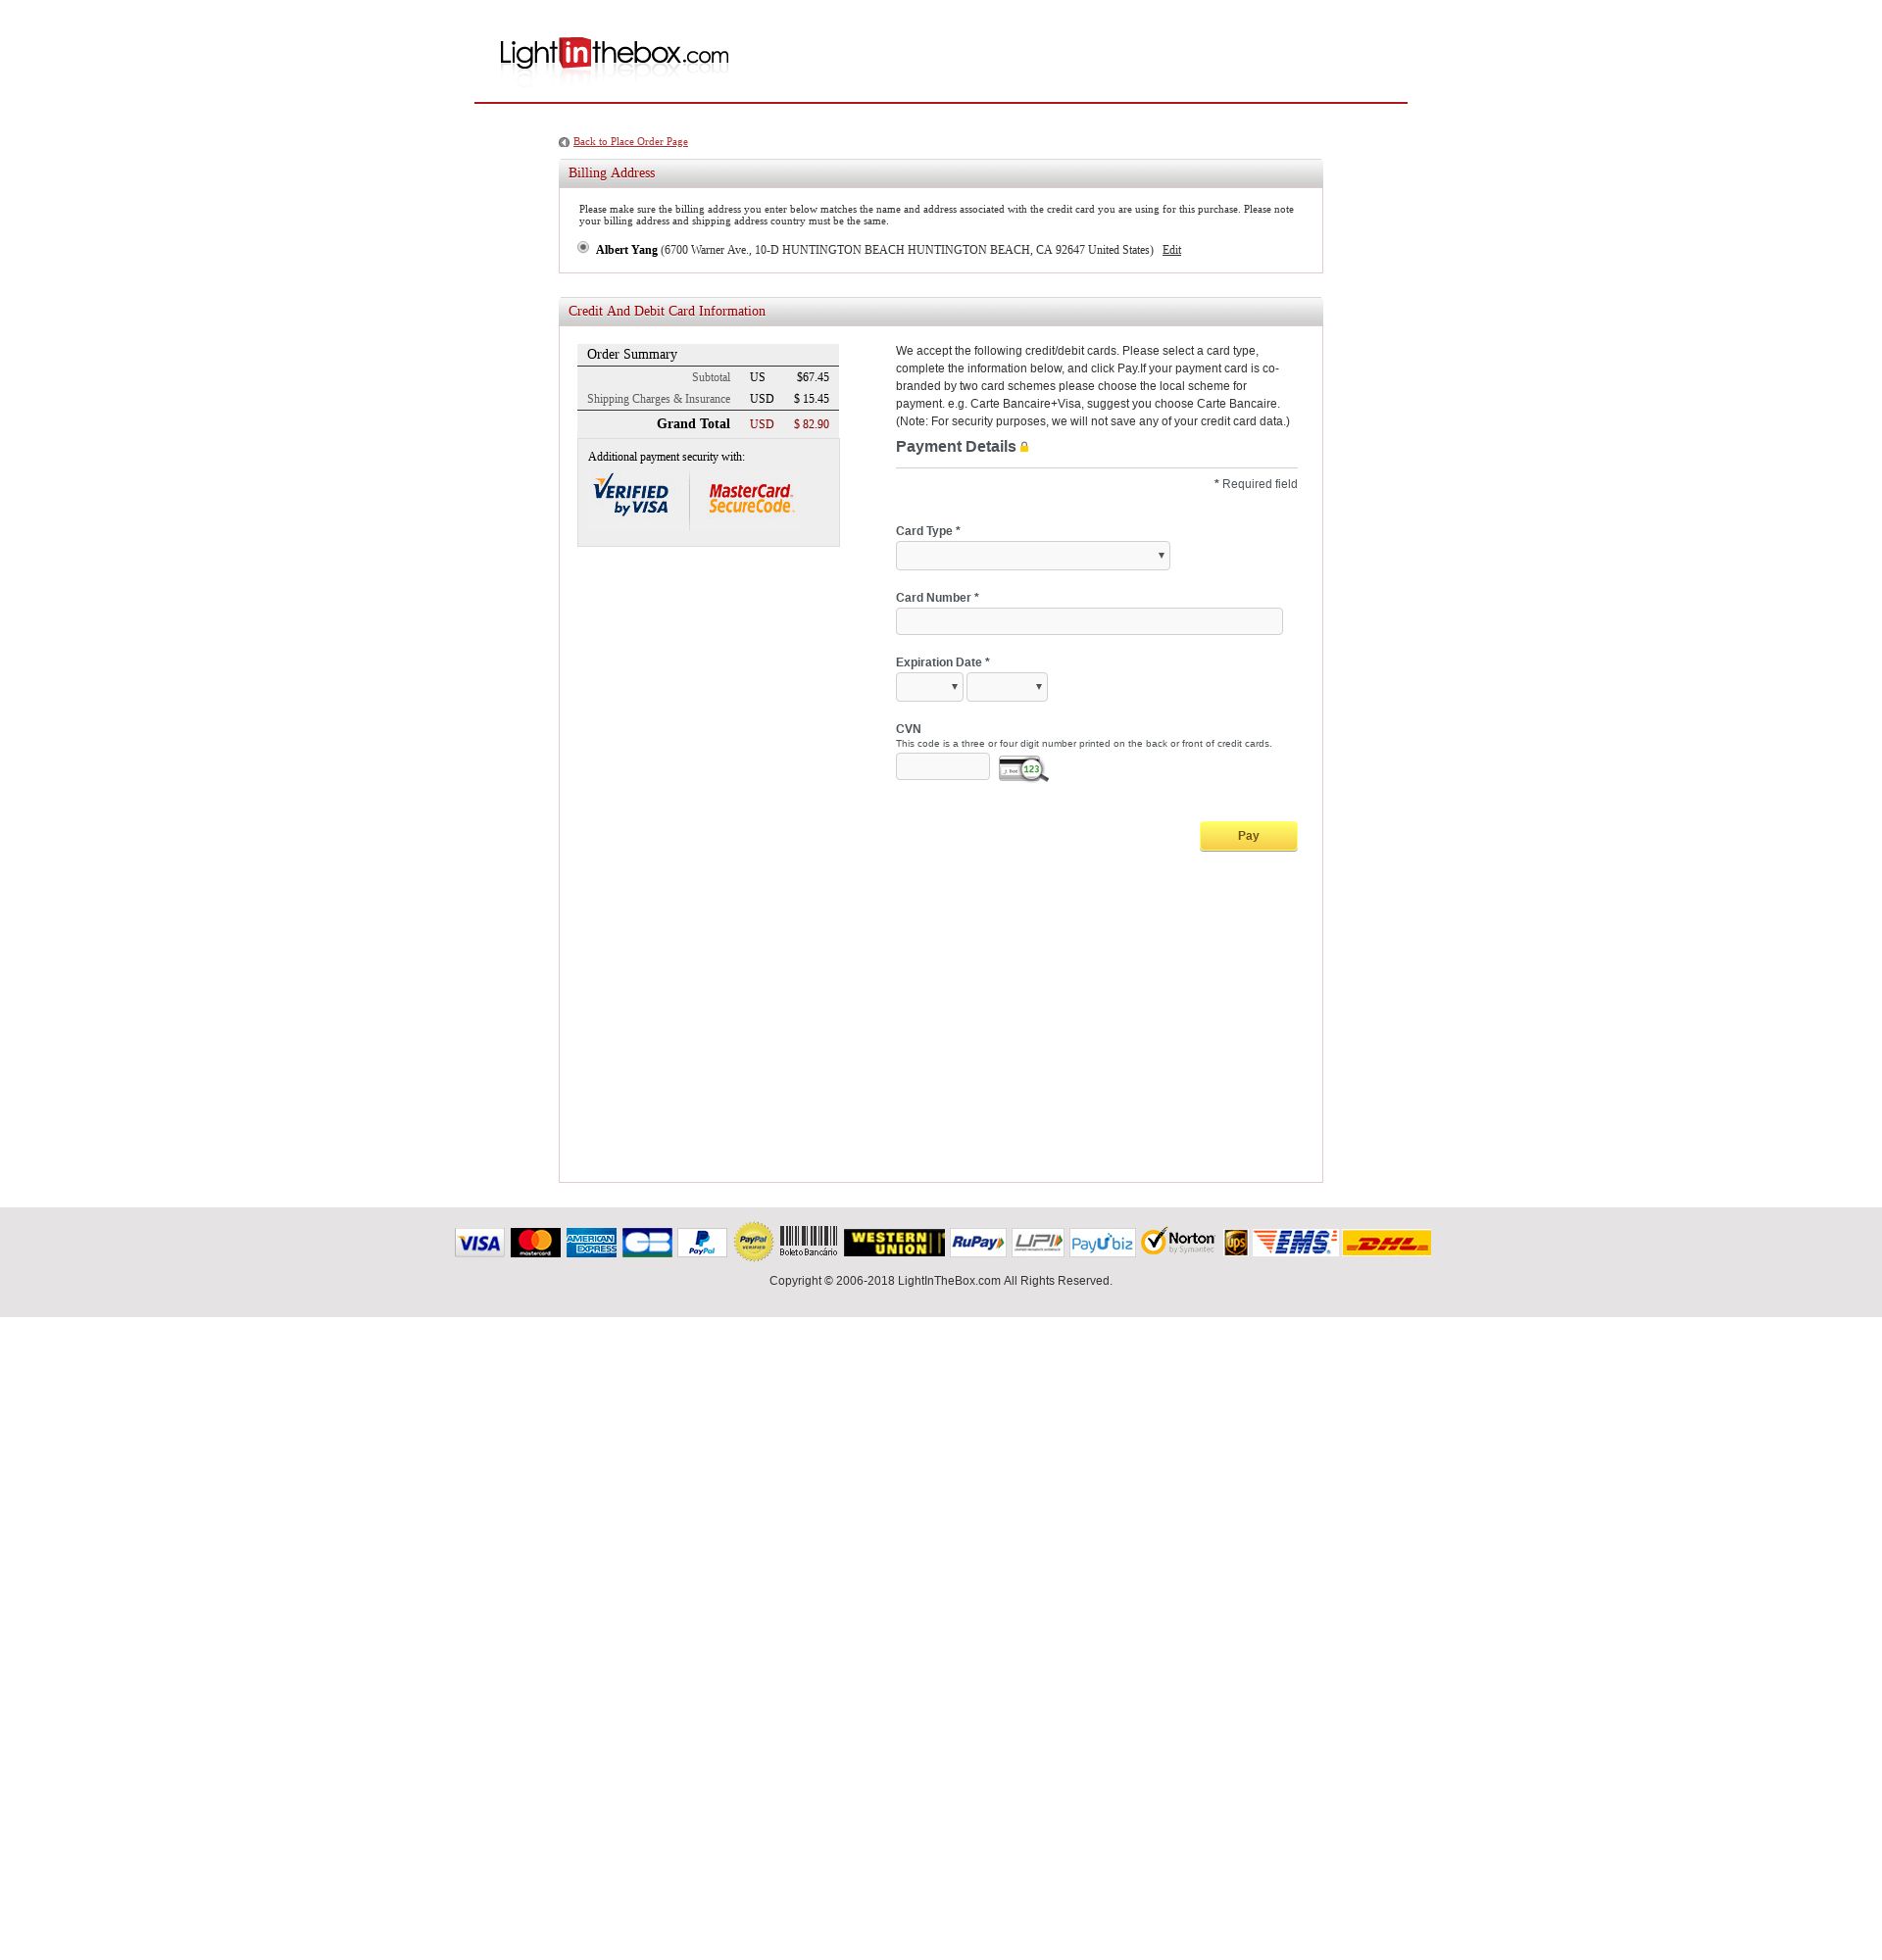 Lightinthebox.com
Back to Place Order Page
Billing Address
Please make sure the billing address you enter below matches the name and address associated with the credit card you are using for this purchase. Please note
your billing address and shipping address country must be the same.
Albert Yang (6700 Warner Ave., 10-D HUNTINGTON BEACH HUNTINGTON BEACH, CA 92647 United States) Edit
Credit And Debit Card Information
Order Summary
Subtotal US $67.45
Shipping Charges & Insurance USD $ 15.45
Grand Total USD $ 82.90
Additional payment security with:
VERIFIED
by VISA
MasterCard.
SecureCode.
We accept the following credit/debit cards. Please select a card type,
complete the information below, and click Pay.If your payment card is co-
branded by two card schemes please choose the local scheme for
payment. e.g. Carte Bancaire+Visa, suggest you choose Carte Bancaire.
(Note: For security purposes, we will not save any of your credit card data.)
Payment Details
* Required field
Card Type *
Card Number *
Expiration Date *
CVN
This code is a three or four digit number printed on the back or front of credit cards.
123
Pay
VISA
mastercard
AMERICAN
EXPRESS
CB
PayPal
PayPal
VERIFIED
Boleto Bancário
WESTERN
UNION
RuPay
UPI
PayUbiz
Norton
by Symantec
ups
EMS
DHL
Copyright © 2006-2018 LightInTheBox.com All Rights Reserved.